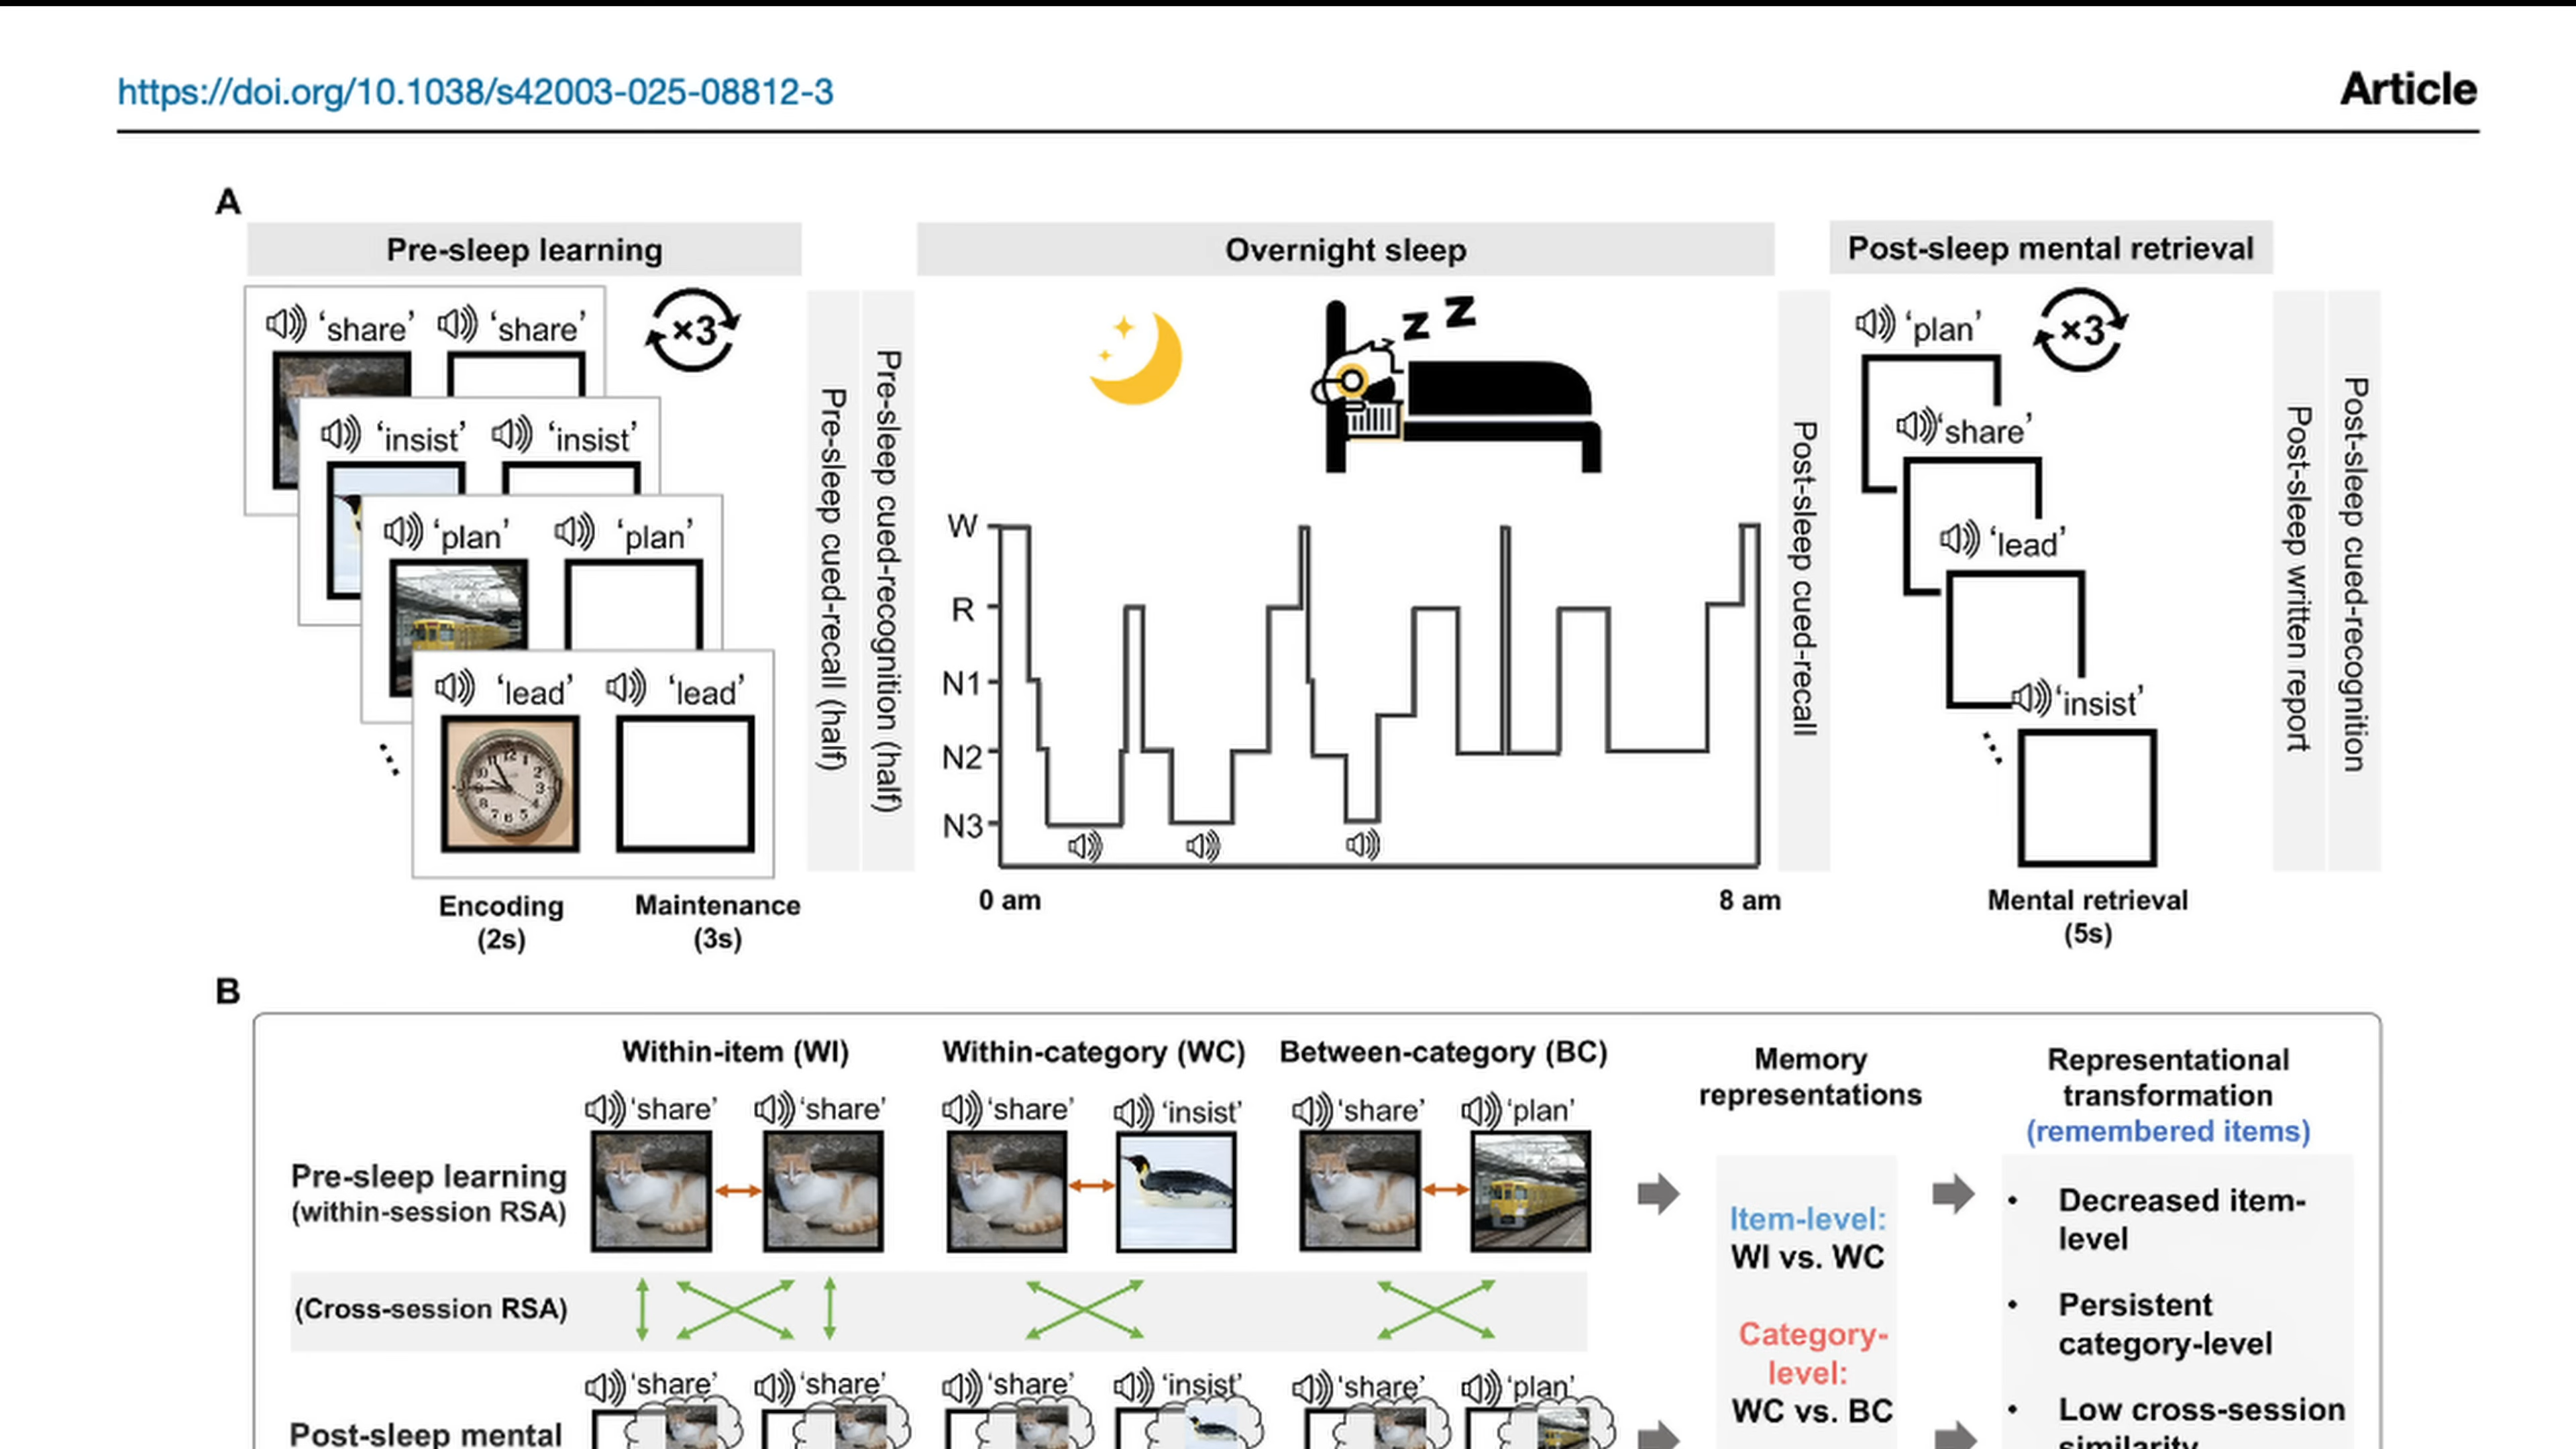 https://doi.org/10.1038/s42003-025-08812-3
Article
A
Pre-sleep learning
‘share’ ‘share’
×3
‘insist’ ‘insist’
‘plan’ ‘plan’
‘lead’ ‘lead’
Encoding
(2s)
Maintenance
(3s)
Pre-sleep cued-recall (half)
Pre-sleep cued-recognition (half)
Overnight sleep
z z
W
R
N1
N2
N3
0 am
8 am
Post-sleep cued-recall
Post-sleep mental retrieval
‘plan’
×3
‘share’
‘lead’
‘insist’
Mental retrieval
(5s)
Post-sleep written report
Post-sleep cued-recognition
B
Within-item (WI)
Within-category (WC)
Between-category (BC)
Memory
representations
Representational
transformation
(remembered items)
‘share’ ‘share’ ‘share’ ‘insist’ ‘share’ ‘plan’
Pre-sleep learning
(within-session RSA)
(Cross-session RSA)
‘share’ ‘share’ ‘share’ ‘insist’ ‘share’ ‘plan’
Post-sleep mental
Item-level:
WI vs. WC
Category-
level:
WC vs. BC
• Decreased item-
level
• Persistent
category-level
• Low cross-session
similarity